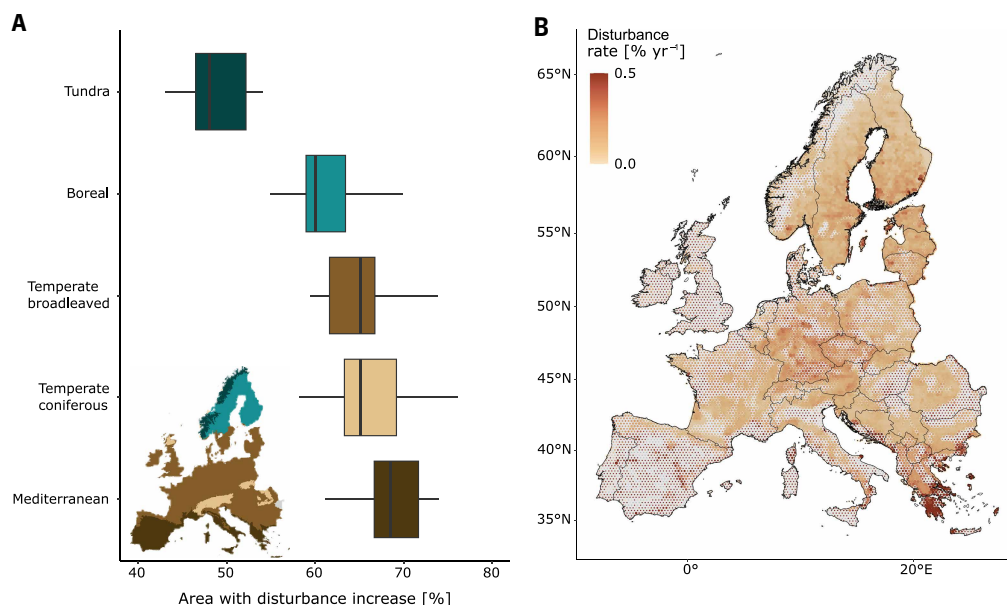 A
Tundra
Boreal
Temperate
broadleaved
Temperate
coniferous
Mediterranean
40
50
60
70
80
Area with disturbance increase [%]
B
Disturbance
rate [% yr⁻¹]
0.5
0.0
65°N
60°N
55°N
50°N
45°N
40°N
35°N
0°
20°E